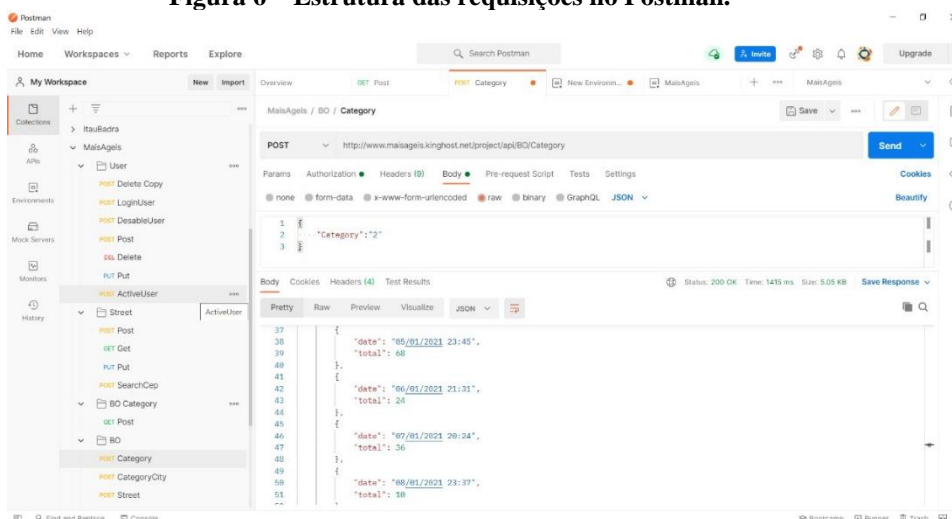 Figura 6 – Estrutura das requisições no Postman.
Postman
File Edit View Help
Home Workspaces Reports Explore Search Postman Invite Upgrade
My Workspace New Import
Overview GET Post POST Category New Environm... MaisAgeis + MaisAgeis
Collections
APIs
Environments
Mock Servers
Monitors
History
ItauBadra
MaisAgeis
User
POST Delete Copy
POST LoginUser
POST DesableUser
POST Post
DEL Delete
PUT Put
POST ActiveUser
ActiveUser
Street
POST Post
GET Get
PUT Put
POST SearchCep
BO Category
GET Post
BO
POST Category
POST CategoryCity
POST Street
MaisAgeis / BO / Category Save
POST http://www.maisageis.kinghost.net/project/api/BO/Category Send
Params Authorization Headers (9) Body Pre-request Script Tests Settings Cookies
none form-data x-www-form-urlencoded raw binary GraphQL JSON Beautify
1 {
2 "Category":"2"
3 }
Body Cookies Headers (4) Test Results Status: 200 OK Time: 1415 ms Size: 5.05 KB Save Response
Pretty Raw Preview Visualize JSON
37 {
38 "date": "05/01/2021 23:45",
39 "total": 68
40 },
41 {
42 "date": "06/01/2021 21:31",
43 "total": 24
44 },
45 {
46 "date": "07/01/2021 20:24",
47 "total": 36
48 },
49 {
50 "date": "08/01/2021 23:37",
51 "total": 10
Find and Replace Console Bootcamp Runner Trash